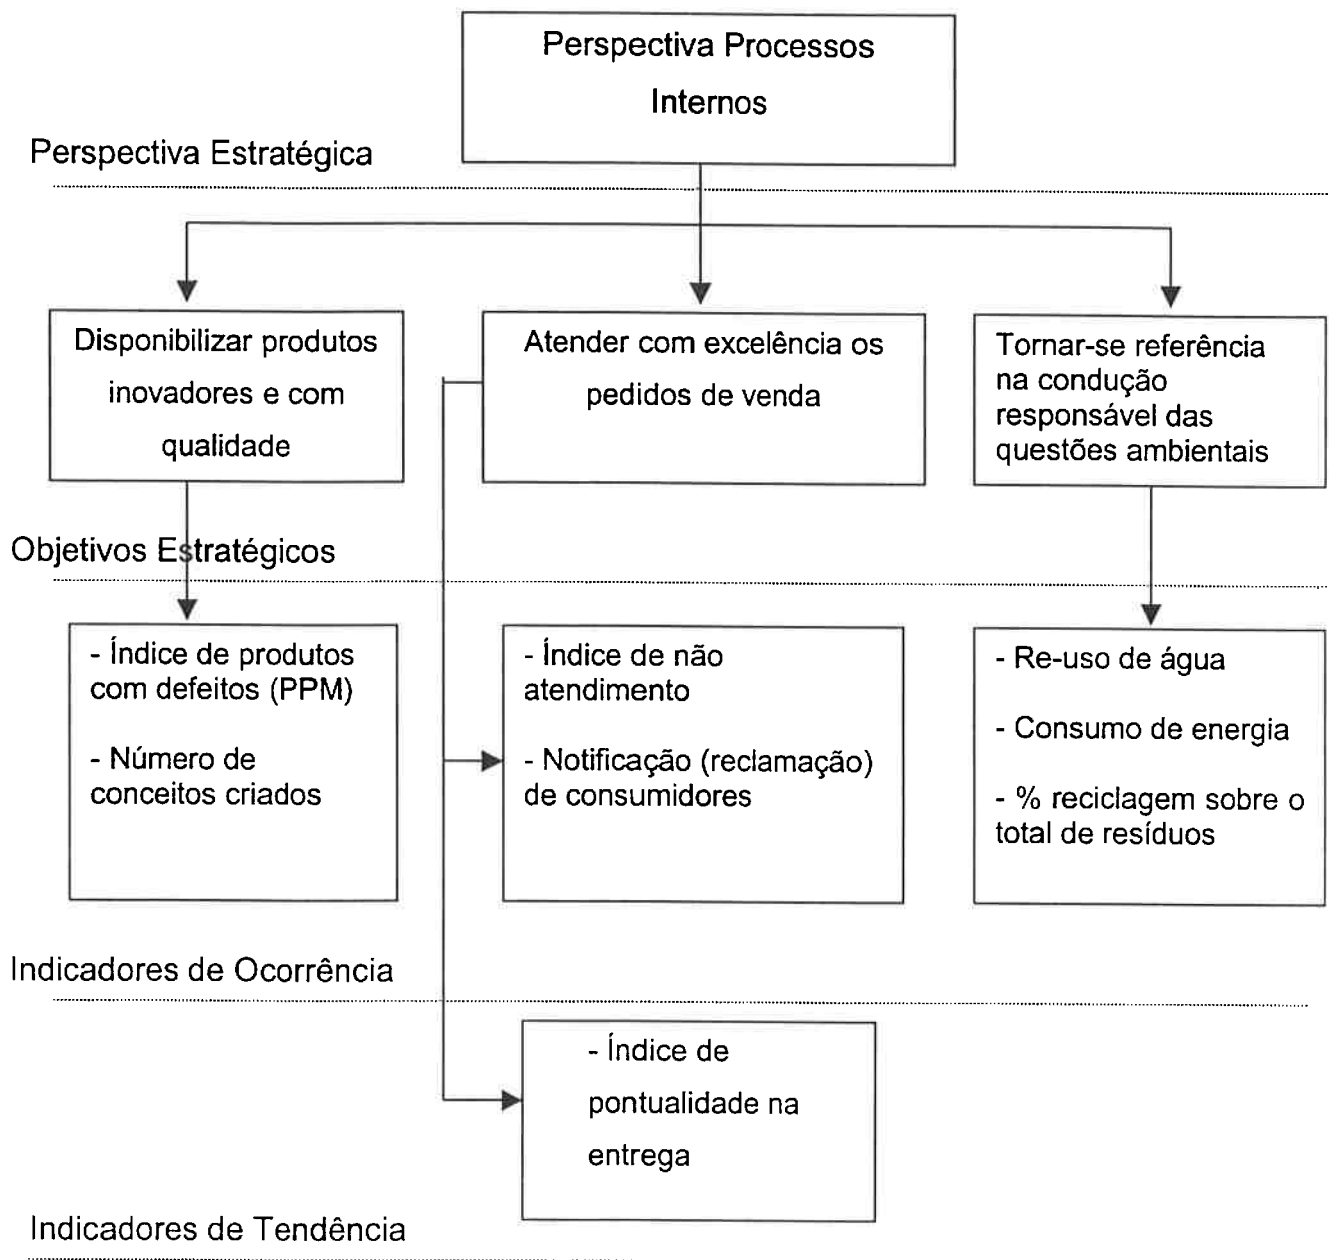 Perspectiva Processos
Internos
Perspectiva Estratégica
Disponibilizar produtos
inovadores e com
qualidade
Atender com excelência os
pedidos de venda
Tornar-se referência
na condução
responsável das
questões ambientais
Objetivos Estratégicos
- Índice de produtos
com defeitos (PPM)
- Número de
conceitos criados
- Índice de não
atendimento
- Notificação (reclamação)
de consumidores
- Re-uso de água
- Consumo de energia
- % reciclagem sobre o
total de resíduos
Indicadores de Ocorrência
- Índice de
pontualidade na
entrega
Indicadores de Tendência